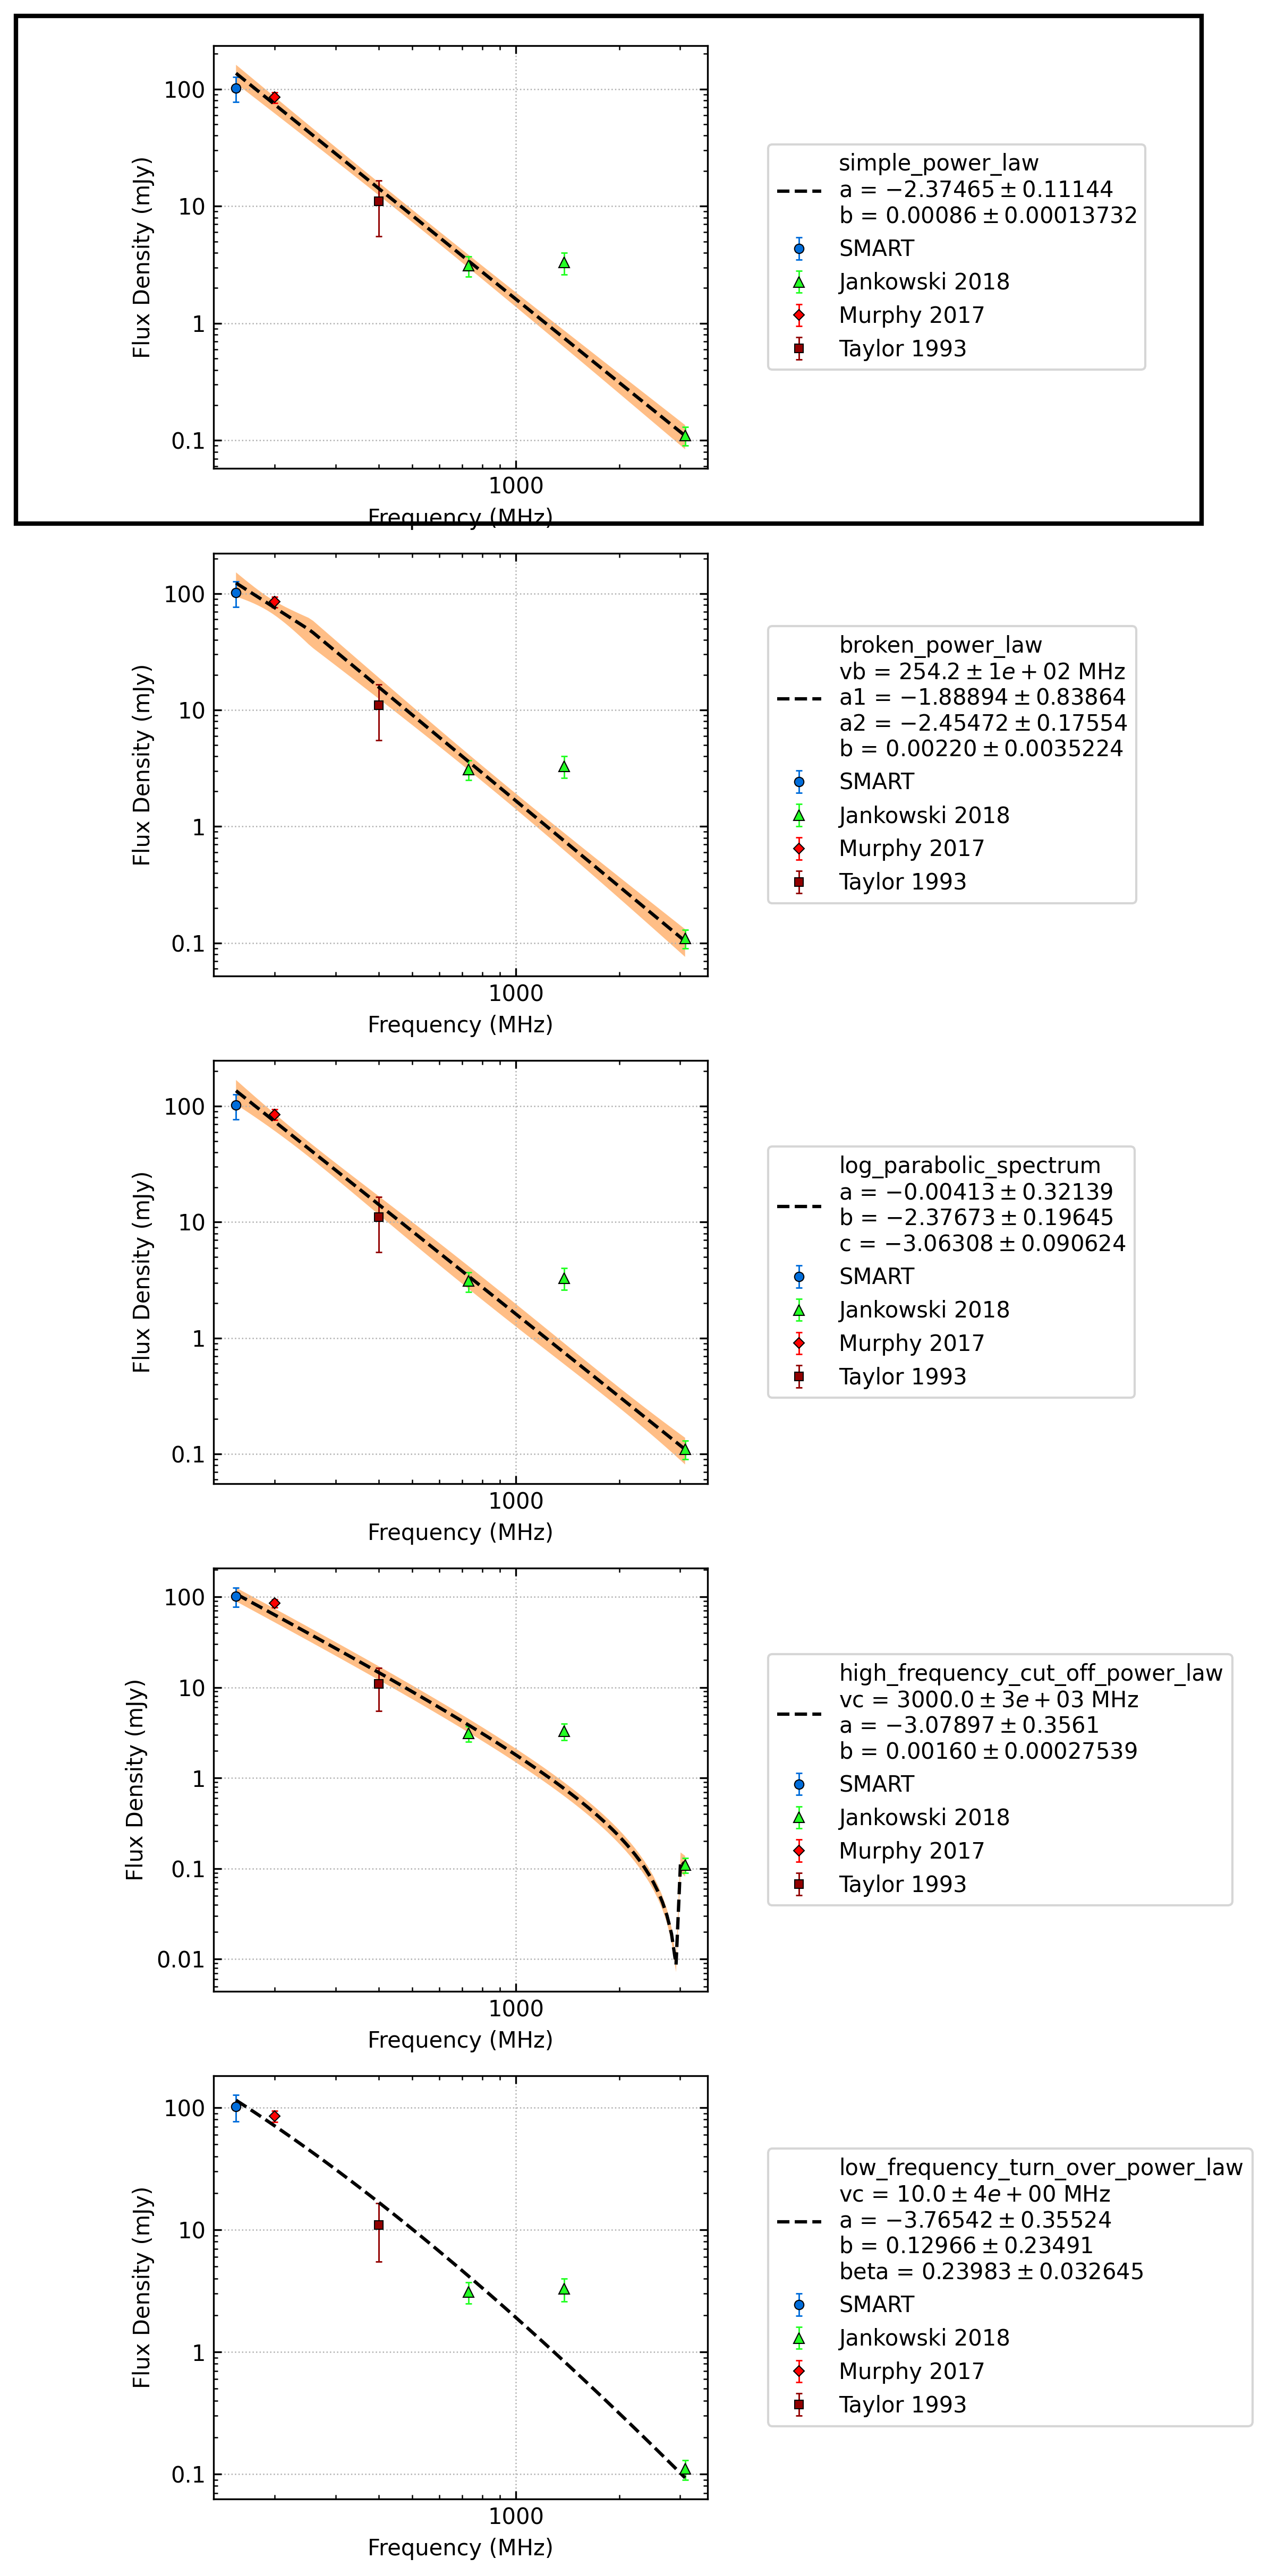 100
10
1
0.1
Flux Density (mJy)
1000
Frequency (MHz)
simple_power_law
a = −2.37465 ± 0.11144
b = 0.00086 ± 0.00013732
SMART
Jankowski 2018
Murphy 2017
Taylor 1993
100
10
1
0.1
Flux Density (mJy)
1000
Frequency (MHz)
broken_power_law
vb = 254.2 ± 1e + 02 MHz
a1 = −1.88894 ± 0.83864
a2 = −2.45472 ± 0.17554
b = 0.00220 ± 0.0035224
SMART
Jankowski 2018
Murphy 2017
Taylor 1993
100
10
1
0.1
Flux Density (mJy)
1000
Frequency (MHz)
log_parabolic_spectrum
a = −0.00413 ± 0.32139
b = −2.37673 ± 0.19645
c = −3.06308 ± 0.090624
SMART
Jankowski 2018
Murphy 2017
Taylor 1993
100
10
1
0.1
0.01
Flux Density (mJy)
1000
Frequency (MHz)
high_frequency_cut_off_power_law
vc = 3000.0 ± 3e + 03 MHz
a = −3.07897 ± 0.3561
b = 0.00160 ± 0.00027539
SMART
Jankowski 2018
Murphy 2017
Taylor 1993
100
10
1
0.1
Flux Density (mJy)
1000
Frequency (MHz)
low_frequency_turn_over_power_law
vc = 10.0 ± 4e + 00 MHz
a = −3.76542 ± 0.35524
b = 0.12966 ± 0.23491
beta = 0.23983 ± 0.032645
SMART
Jankowski 2018
Murphy 2017
Taylor 1993